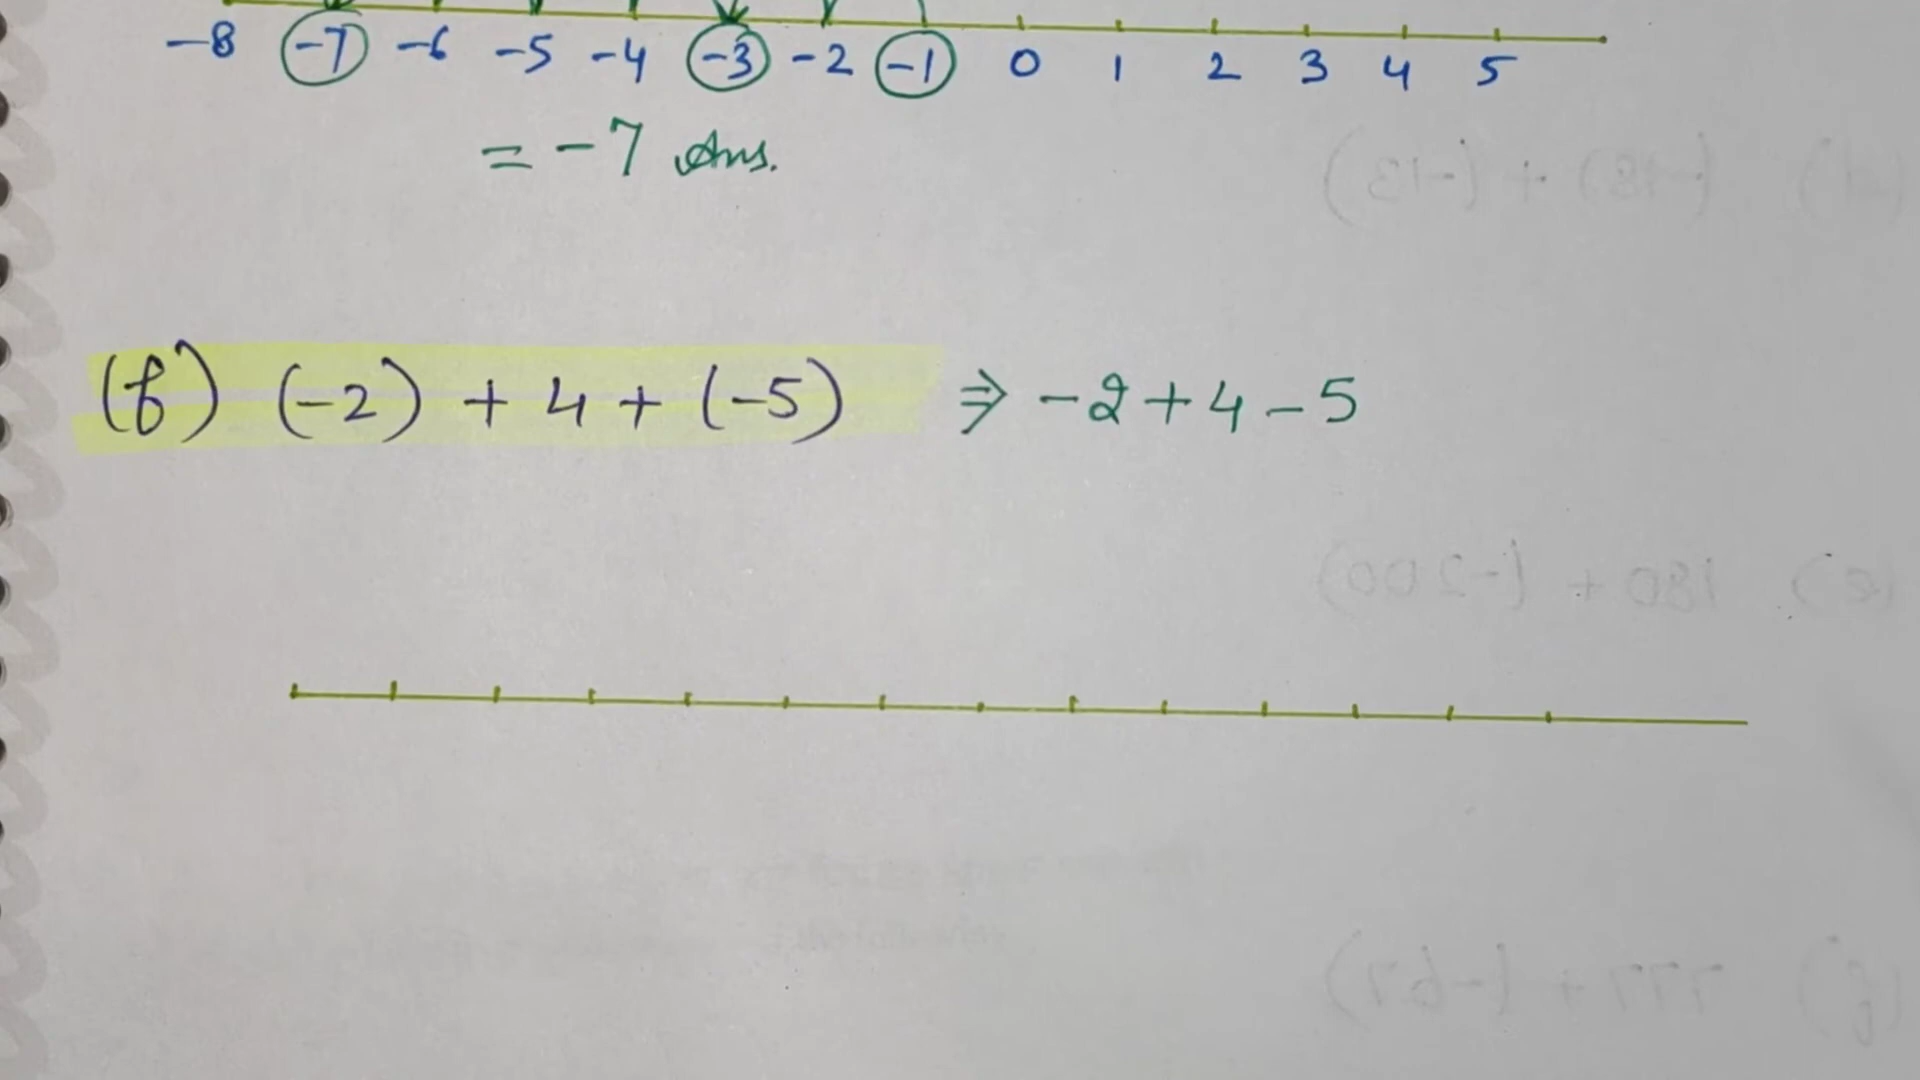 -8 -7 -6 -5 -4 -3 -2 -1 0 1 2 3 4 5
= -7 Ans.
(f) (-2) + 4 + (-5) ⇒ -2+4-5